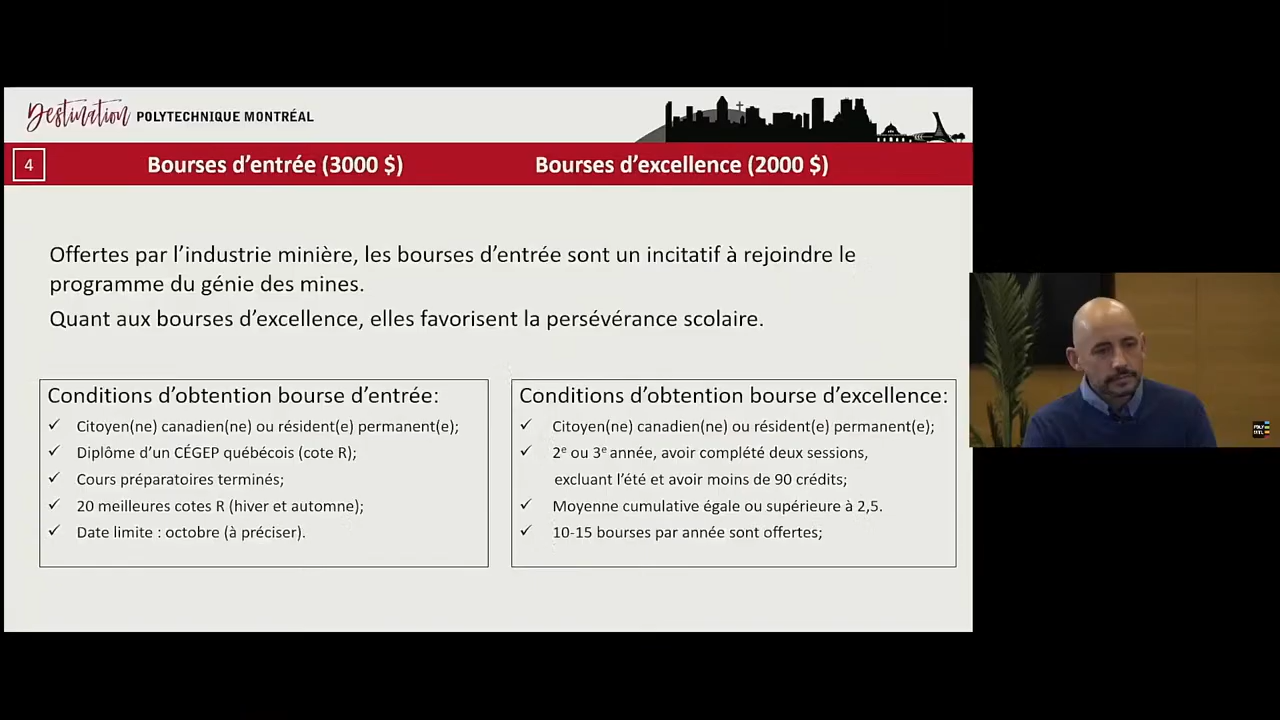 Destination POLYTECHNIQUE MONTRÉAL
4
Bourses d’entrée (3000 $)
Bourses d’excellence (2000 $)
Offertes par l’industrie minière, les bourses d’entrée sont un incitatif à rejoindre le
programme du génie des mines.
Quant aux bourses d’excellence, elles favorisent la persévérance scolaire.
Conditions d’obtention bourse d’entrée:
✓ Citoyen(ne) canadien(ne) ou résident(e) permanent(e);
✓ Diplôme d’un CÉGEP québécois (cote R);
✓ Cours préparatoires terminés;
✓ 20 meilleures cotes R (hiver et automne);
✓ Date limite : octobre (à préciser).
Conditions d’obtention bourse d’excellence:
✓ Citoyen(ne) canadien(ne) ou résident(e) permanent(e);
✓ 2e ou 3e année, avoir complété deux sessions,
excluant l’été et avoir moins de 90 crédits;
✓ Moyenne cumulative égale ou supérieure à 2,5.
✓ 10-15 bourses par année sont offertes;